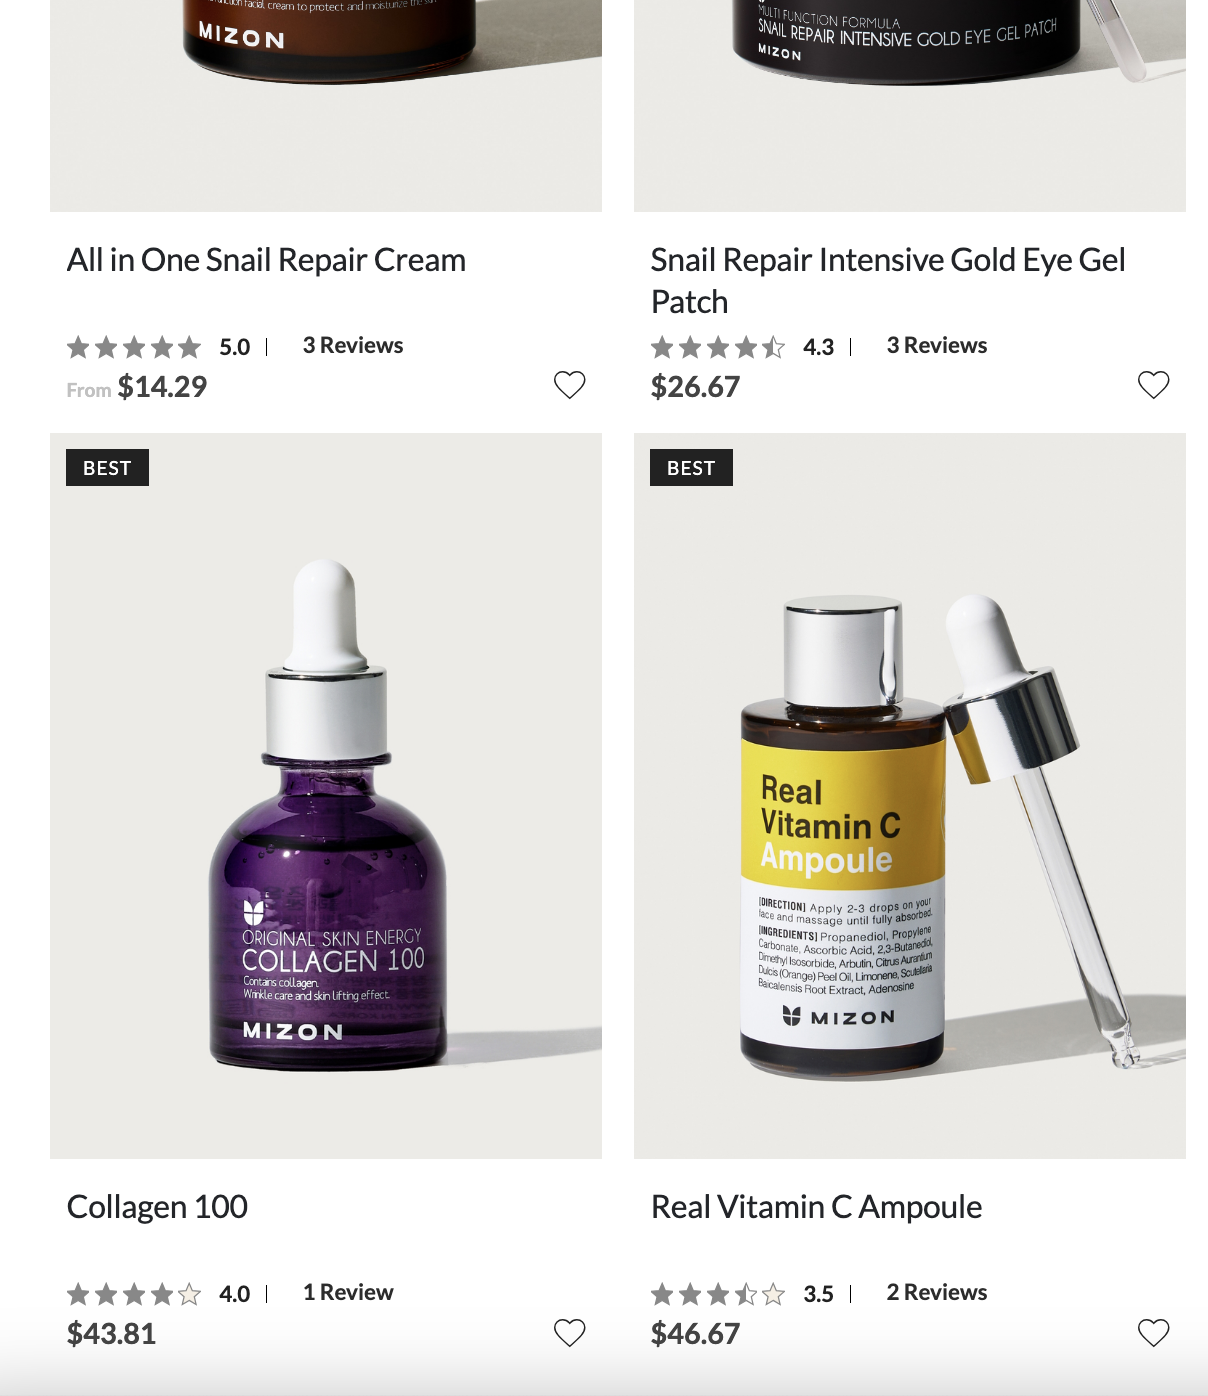 facial cream to protect and moisturize the skin
MIZON
MULTI FUNCTION FORMULA
SNAIL REPAIR INTENSIVE GOLD EYE GEL PATCH
MIZON
All in One Snail Repair Cream
Snail Repair Intensive Gold Eye Gel
Patch
5.0 | 3 Reviews
4.3 | 3 Reviews
From $14.29
$26.67
BEST
BEST
ORIGINAL SKIN ENERGY
COLLAGEN 100
Contains collagen.
Wrinkle care and skin lifting effect.
MIZON
Real
Vitamin C
Ampoule
[DIRECTION] Apply 2-3 drops on your
face and massage until fully absorbed.
[INGREDIENTS] Propanediol, Propylene
Carbonate, Ascorbic Acid, 2,3-Butanediol,
Dimethyl Isosorbide, Arbutin, Citrus Aurantium
Dulcis (Orange) Peel Oil, Limonene, Scutellaria
Baicalensis Root Extract, Adenosine
MIZON
Collagen 100
Real Vitamin C Ampoule
4.0 | 1 Review
3.5 | 2 Reviews
$43.81
$46.67